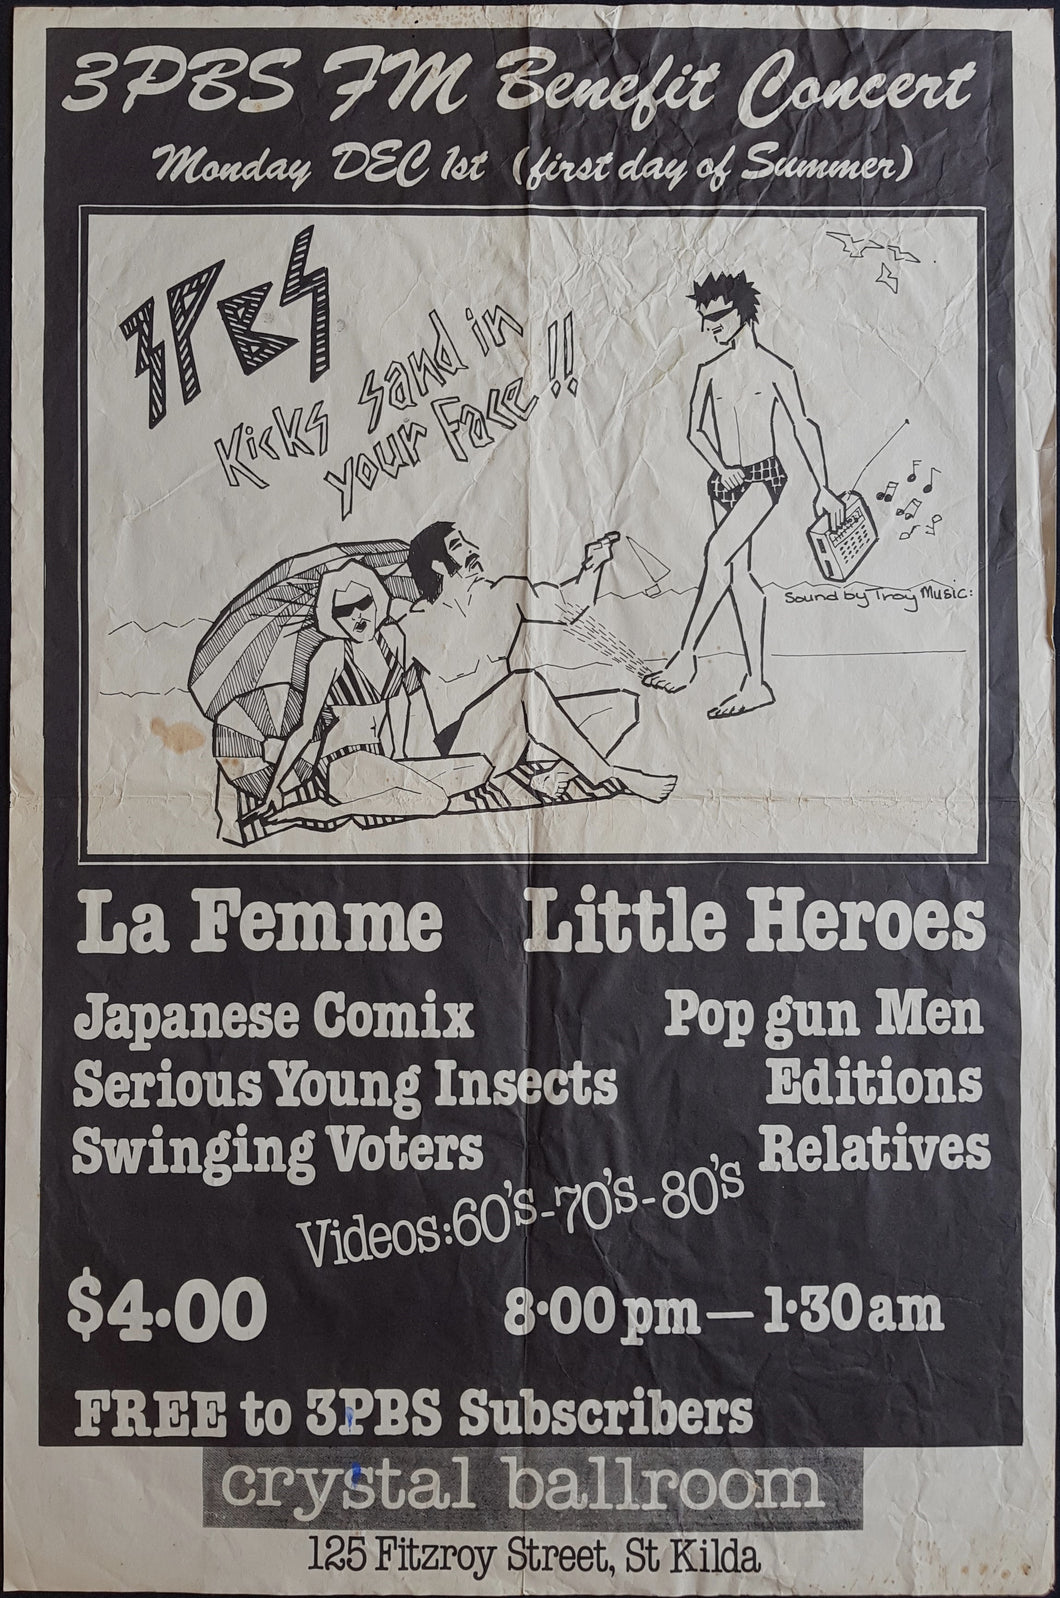 3PBS FM Benefit Concert
Monday DEC 1st (first day of Summer)
3PBS
Kicks sand in
your Face!!
Sound by Troy Music:
La Femme Little Heroes
Japanese Comix Pop gun Men
Serious Young Insects Editions
Swinging Voters Relatives
Videos:60's-70's-80's
$4·00 8·00pm—1·30am
FREE to 3PBS Subscribers
crystal ballroom
125 Fitzroy Street, St Kilda